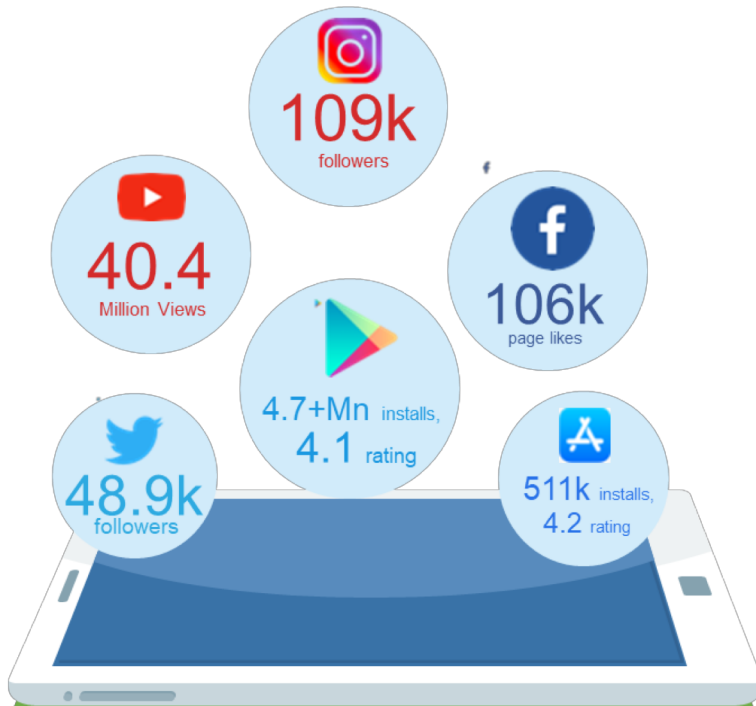 109k
followers
40.4
Million Views
106k
page likes
4.7+Mn installs,
4.1 rating
48.9k
followers
511k installs,
4.2 rating